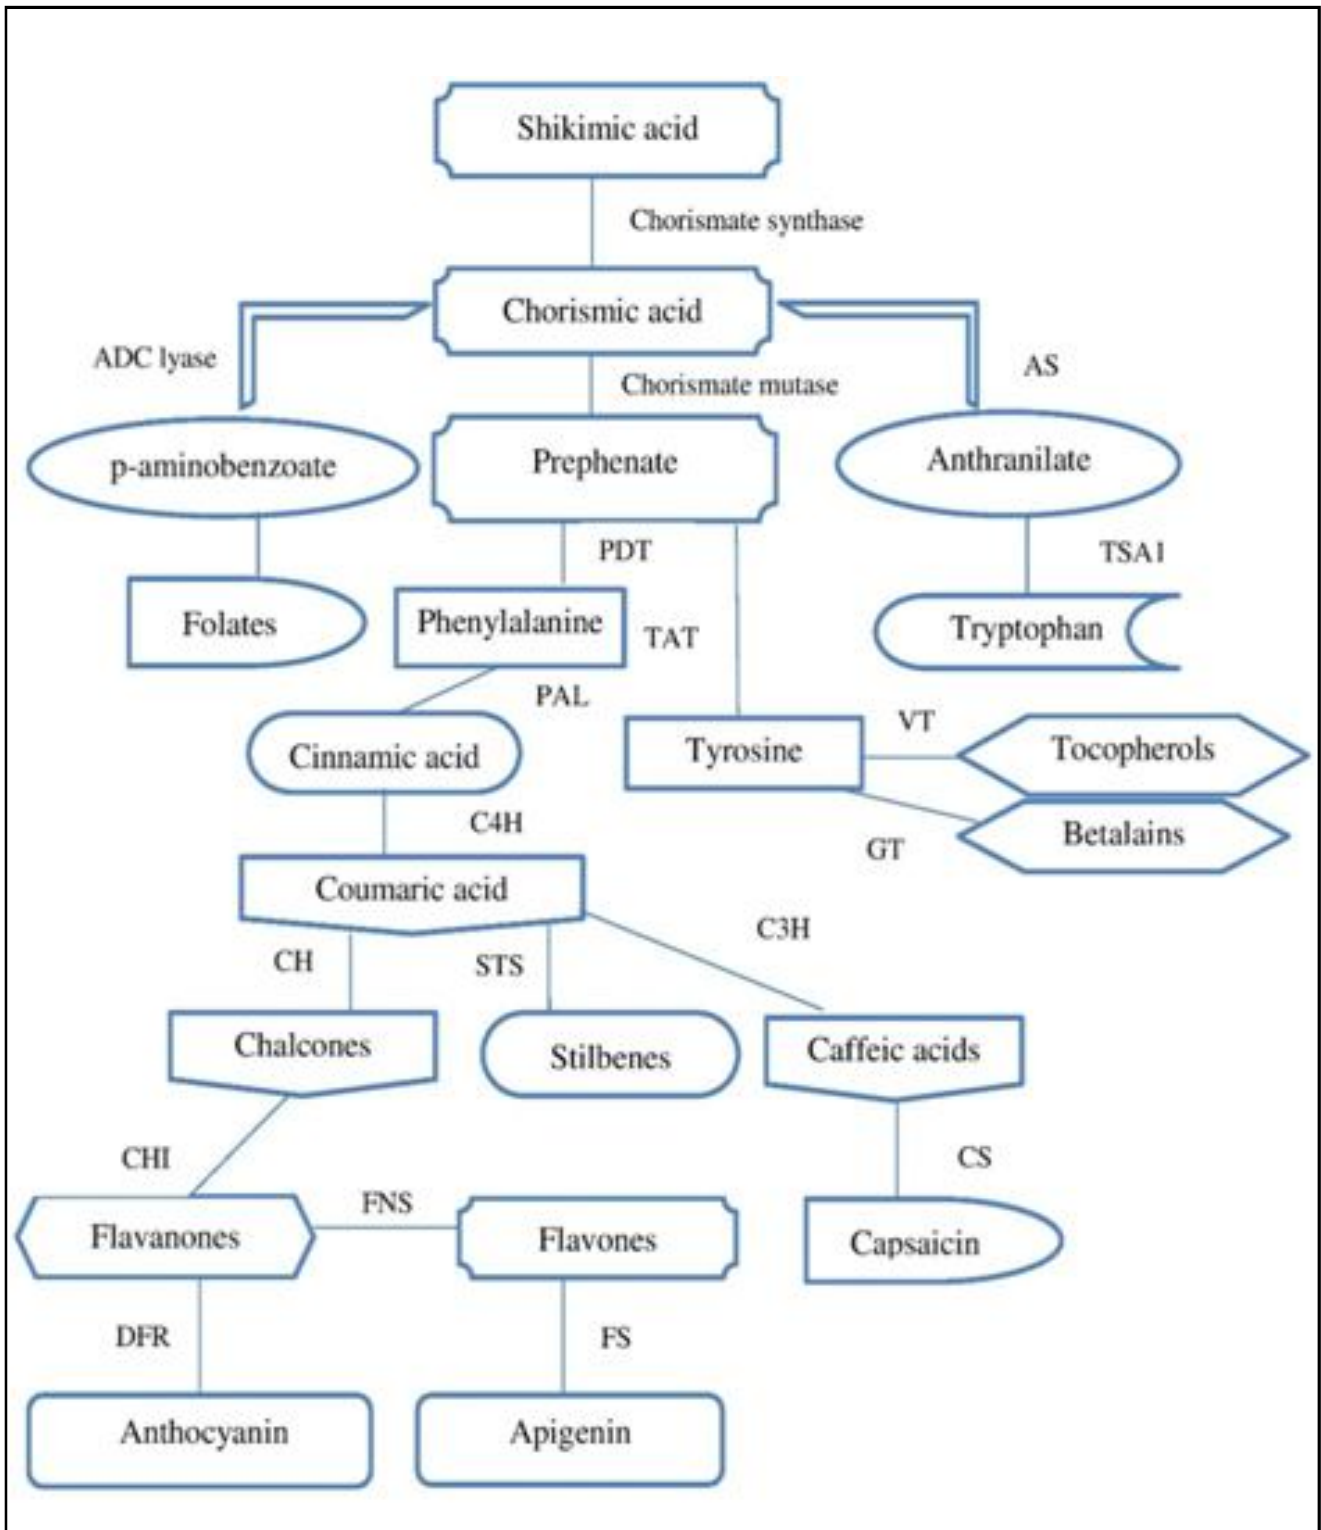 Shikimic acid
Chorismate synthase
Chorismic acid
ADC lyase
AS
Chorismate mutase
p-aminobenzoate
Prephenate
Anthranilate
PDT
TSA1
Folates
Phenylalanine
TAT
Tryptophan
PAL
VT
Cinnamic acid
Tyrosine
Tocopherols
C4H
GT
Betalains
Coumaric acid
C3H
CH
STS
Chalcones
Stilbenes
Caffeic acids
CHI
CS
FNS
Flavanones
Flavones
Capsaicin
DFR
FS
Anthocyanin
Apigenin